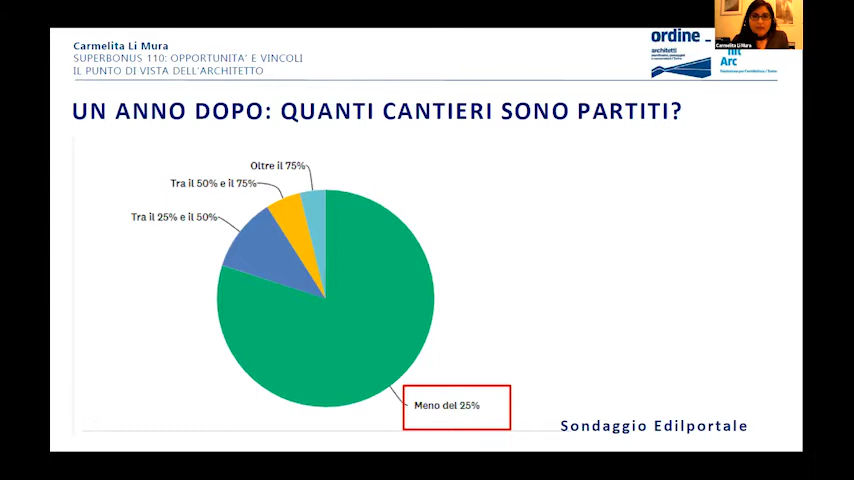 Carmelita Li Mura
SUPERBONUS 110: OPPORTUNITA' E VINCOLI
IL PUNTO DI VISTA DELL'ARCHITETTO
ordine
architetti
Arc
Carmelita Li Mura
UN ANNO DOPO: QUANTI CANTIERI SONO PARTITI?
Oltre il 75%
Tra il 50% e il 75%
Tra il 25% e il 50%
Meno del 25%
Sondaggio Edilportale